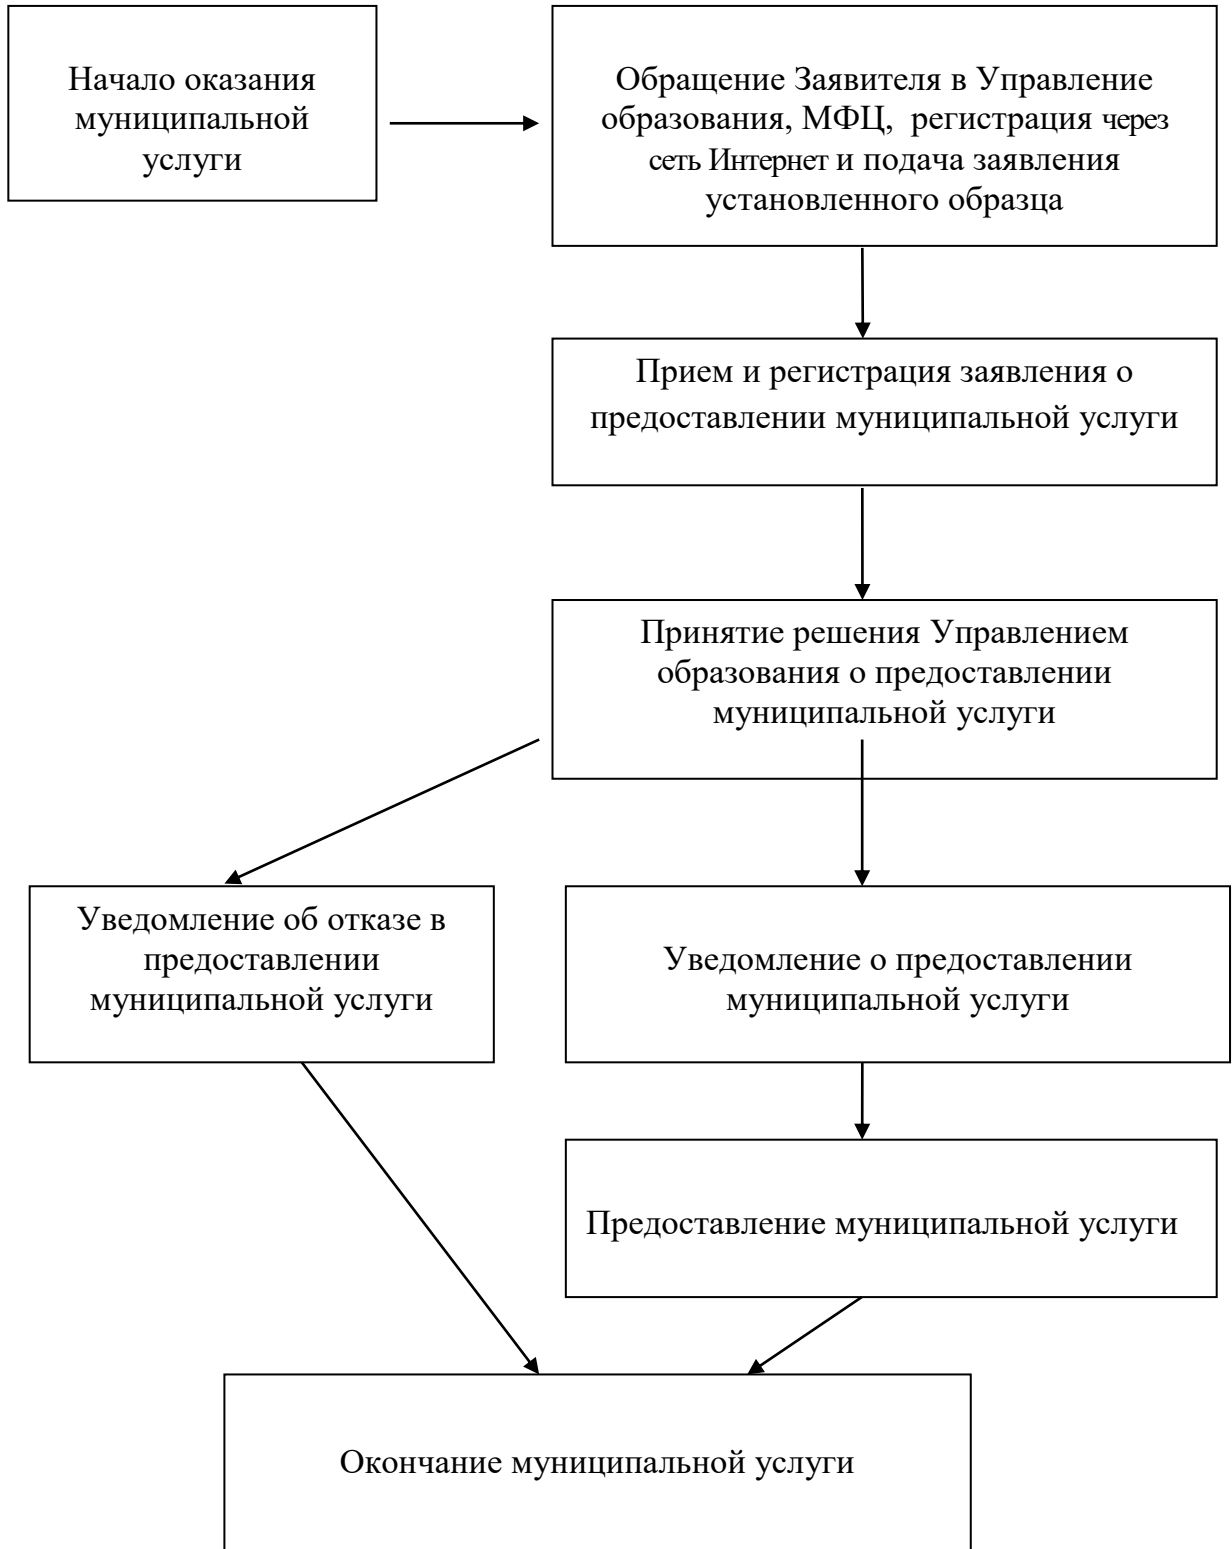 Начало оказания
муниципальной
услуги
Обращение Заявителя в Управление
образования, МФЦ, регистрация через
сеть Интернет и подача заявления
установленного образца
Прием и регистрация заявления о
предоставлении муниципальной услуги
Принятие решения Управлением
образования о предоставлении
муниципальной услуги
Уведомление об отказе в
предоставлении
муниципальной услуги
Уведомление о предоставлении
муниципальной услуги
Предоставление муниципальной услуги
Окончание муниципальной услуги